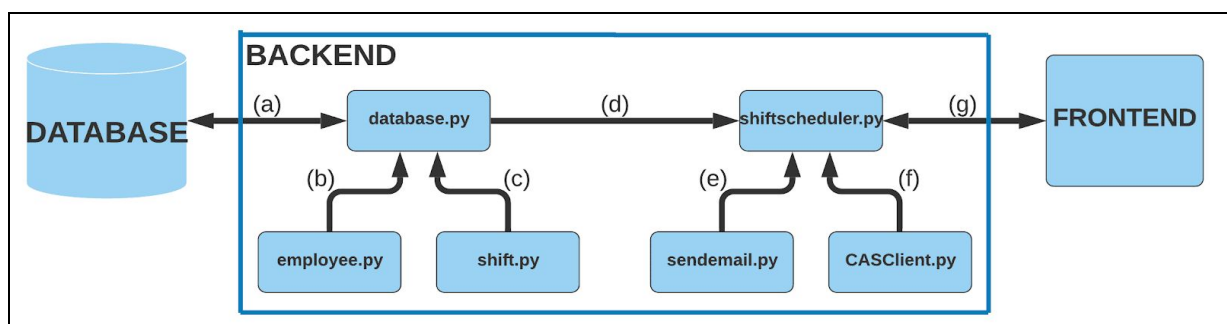 BACKEND
(a)
(d)
(g)
DATABASE
database.py
shiftscheduler.py
FRONTEND
(b)
(c)
(e)
(f)
employee.py
shift.py
sendemail.py
CASClient.py